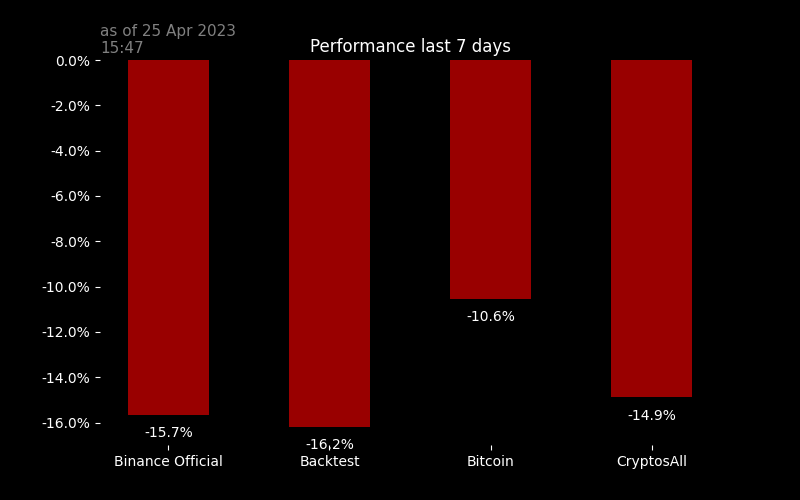 as of 25 Apr 2023
15:47
Performance last 7 days
0.0%
-2.0%
-4.0%
-6.0%
-8.0%
-10.0%
-12.0%
-14.0%
-16.0%
-15.7%
-16.2%
-10.6%
-14.9%
Binance Official
Backtest
Bitcoin
CryptosAll